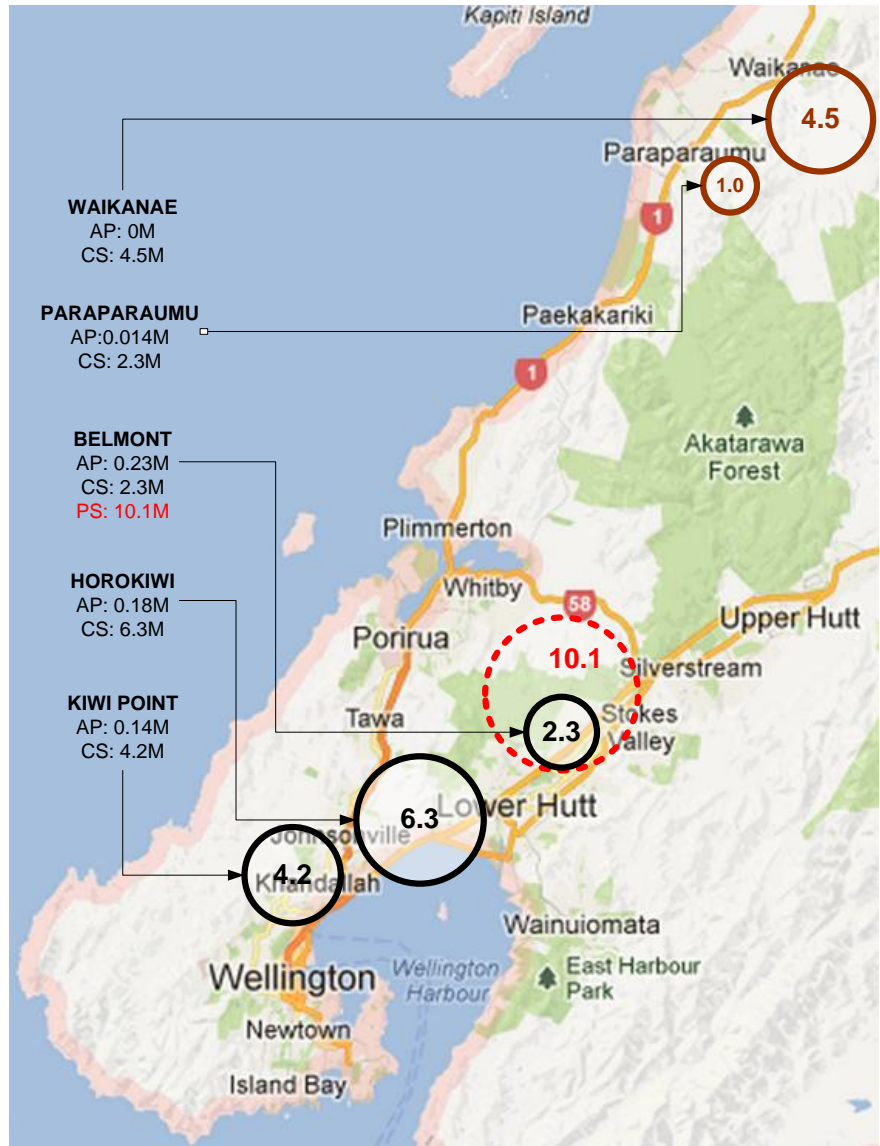 Kapiti Island
Waikanae
4.5
Paraparaumu
1.0
WAIKANAE
AP: 0M
CS: 4.5M
1
PARAPARAUMU
AP:0.014M
CS: 2.3M
Paekakariki
1
BELMONT
AP: 0.23M
CS: 2.3M
PS: 10.1M
Akatarawa
Forest
Plimmerton
HOROKIWI
AP: 0.18M
CS: 6.3M
Whitby
58
Upper Hutt
Porirua
10.1
Silverstream
KIWI POINT
AP: 0.14M
CS: 4.2M
Tawa
2.3
Stokes
Valley
6.3
Lower Hutt
Johnsonville
4.2
Khandallah
Wainuiomata
Wellington
Wellington
Harbour
East Harbour
Park
Newtown
Island Bay